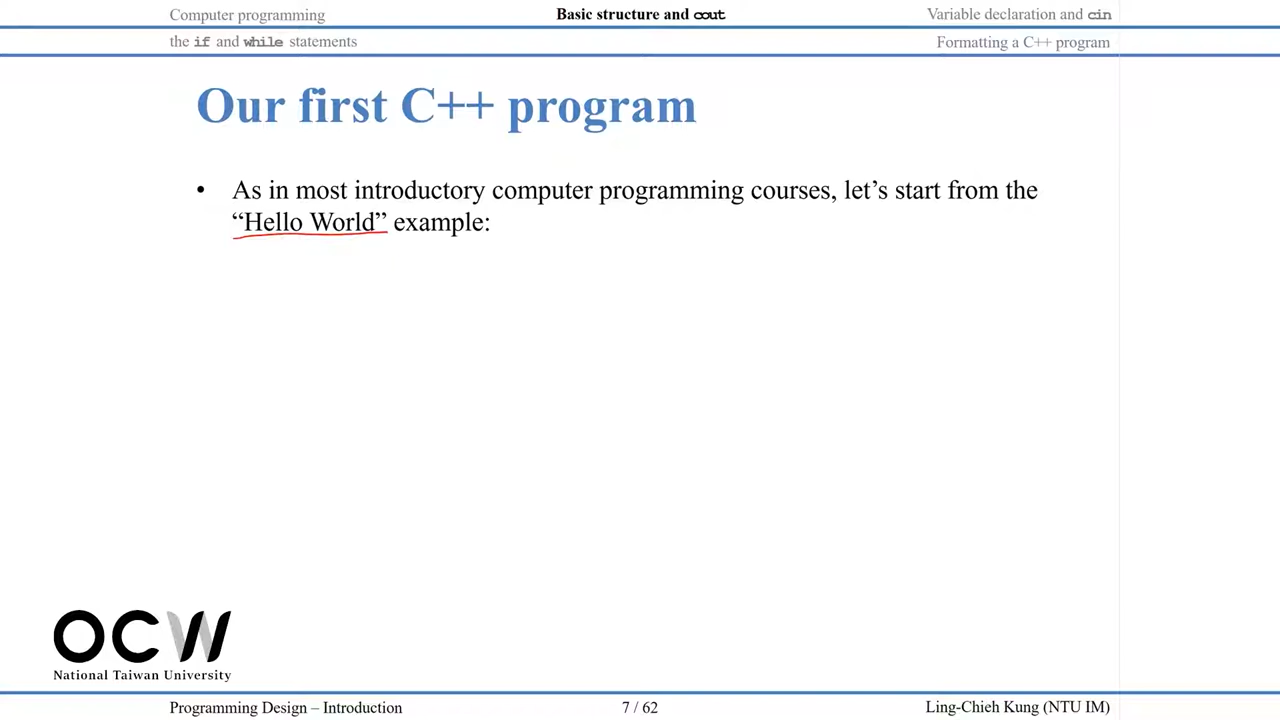 Computer programming
Basic structure and cout
Variable declaration and cin
the if and while statements
Formatting a C++ program
Our first C++ program
• As in most introductory computer programming courses, let’s start from the
“Hello World” example:
OCW
National Taiwan University
Programming Design – Introduction
7 / 62
Ling-Chieh Kung (NTU IM)